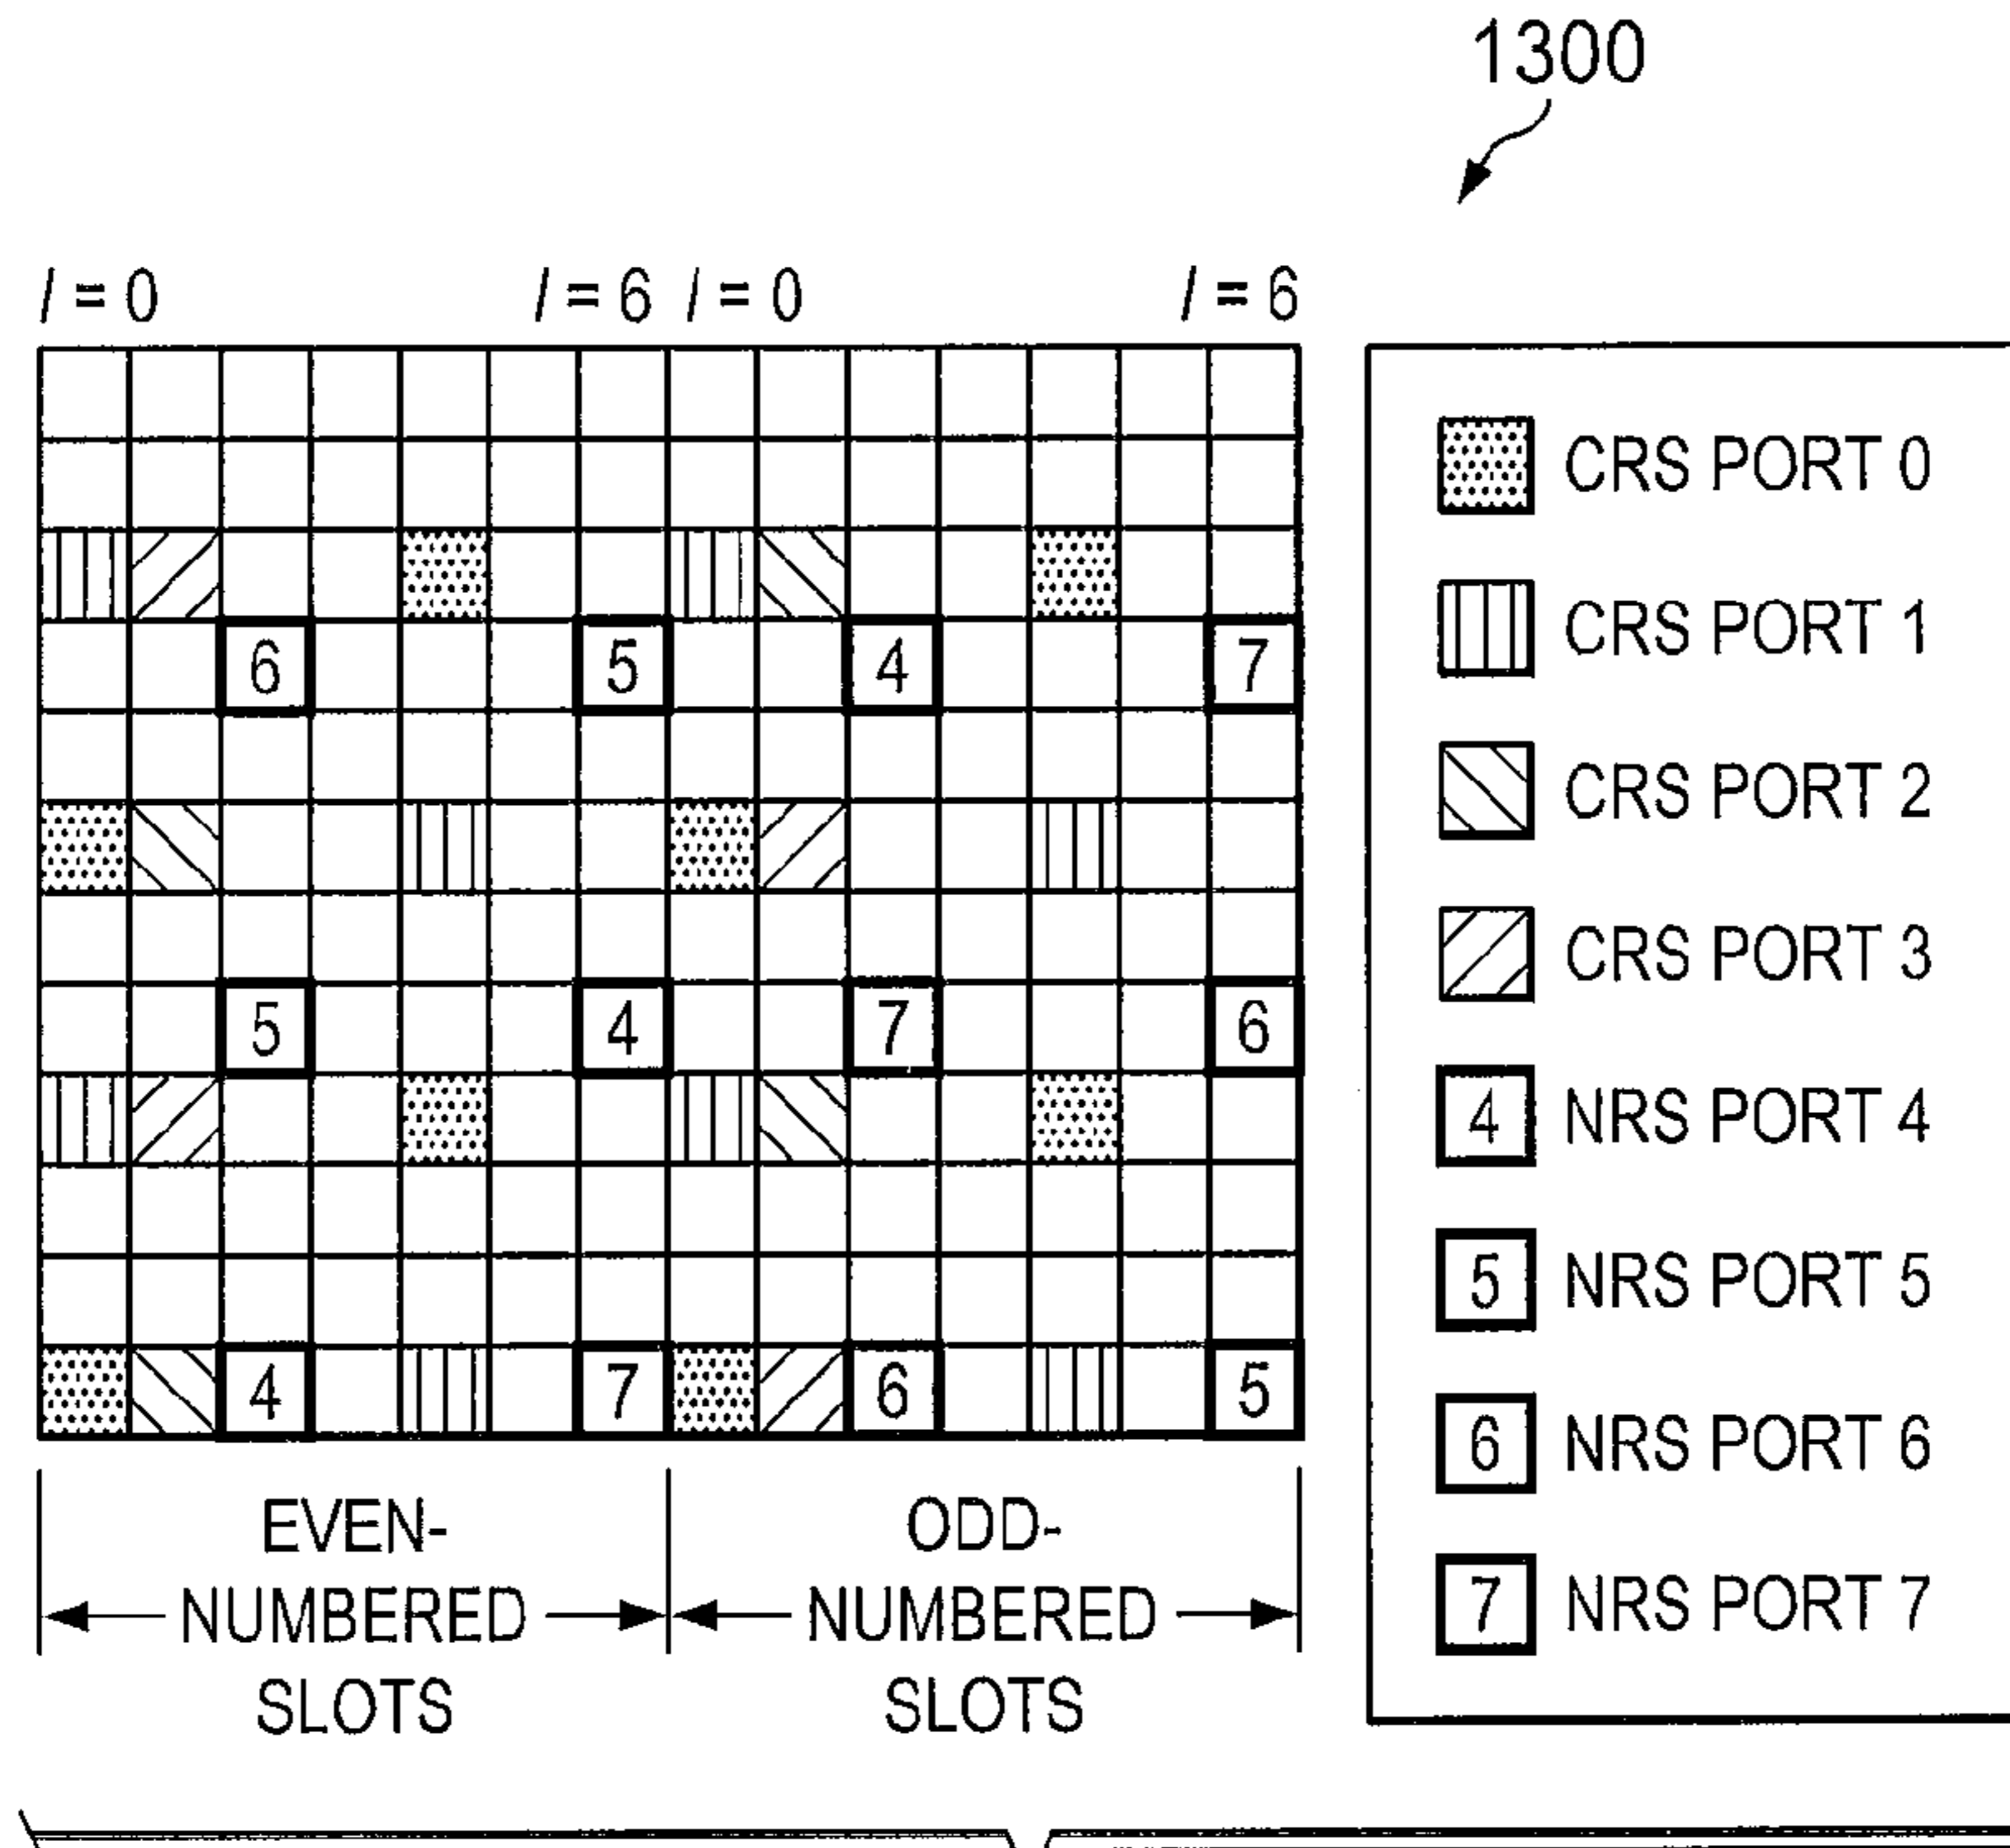 1300
l = 0 l = 6 l = 0 l = 6
6 5 4 7
5 4 7 6
4 7 6 5
EVEN-
NUMBERED
SLOTS
ODD-
NUMBERED
SLOTS
CRS PORT 0
CRS PORT 1
CRS PORT 2
CRS PORT 3
4 NRS PORT 4
5 NRS PORT 5
6 NRS PORT 6
7 NRS PORT 7